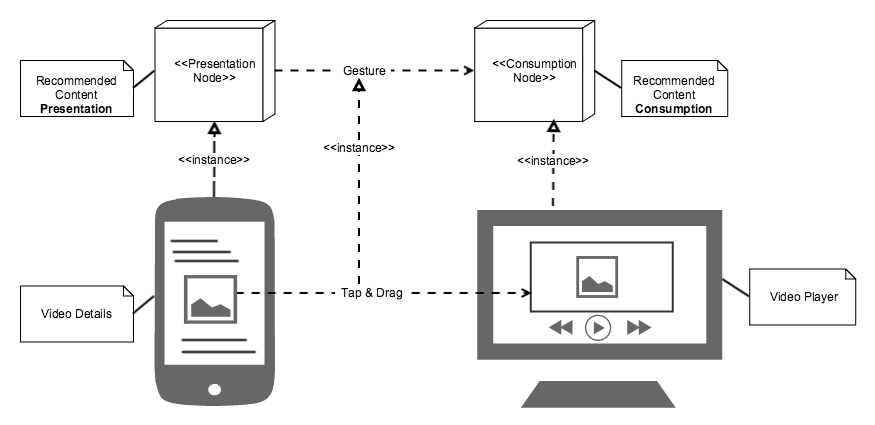 <<Presentation
Node>>
Gesture
<<Consumption
Node>>
Recommended
Content
Presentation
Recommended
Content
Consumption
<<instance>>
<<instance>>
<<instance>>
Video Details
Tap & Drag
Video Player